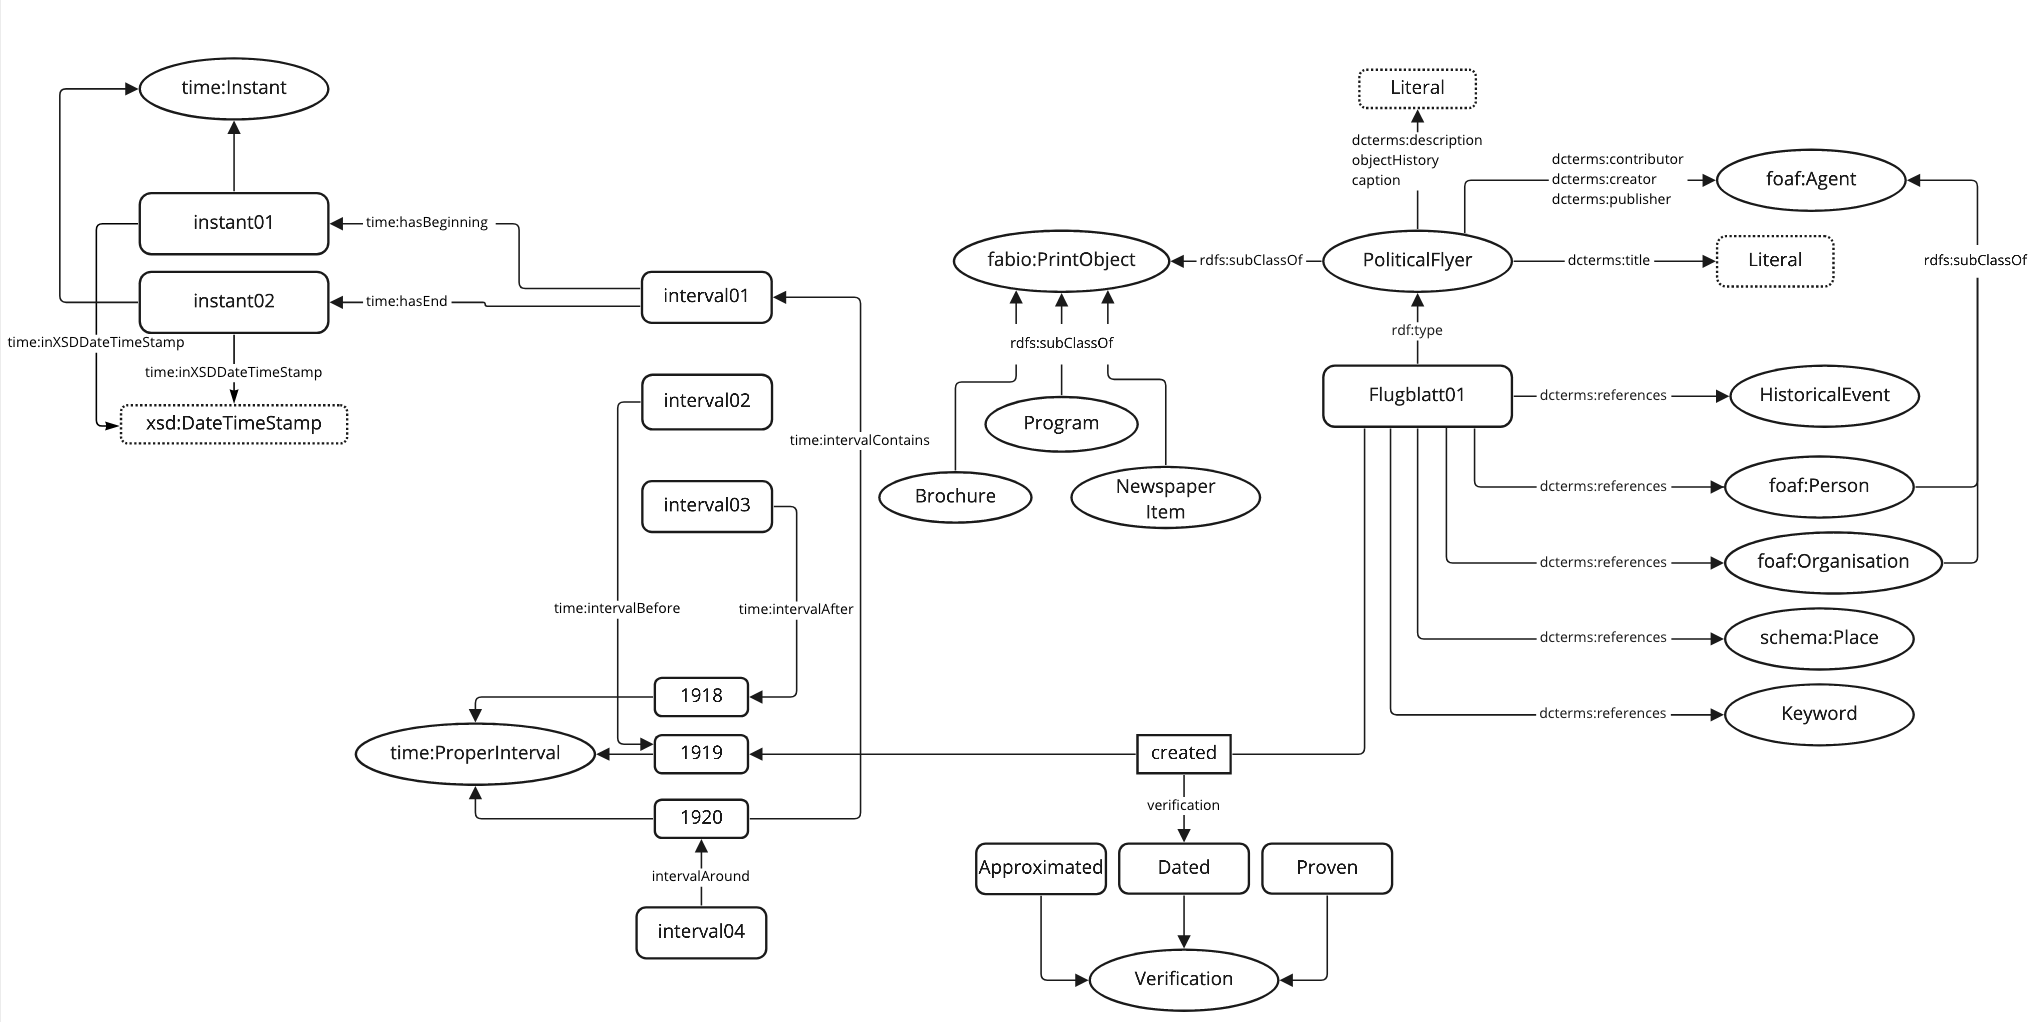 time:Instant
instant01
instant02
time:hasBeginning
time:hasEnd
time:inXSDDateTimeStamp
time:inXSDDateTimeStamp
xsd:DateTimeStamp
interval01
interval02
interval03
time:intervalContains
time:intervalBefore
time:intervalAfter
1918
1919
1920
time:ProperInterval
intervalAround
interval04
fabio:PrintObject
rdfs:subClassOf
rdfs:subClassOf
Program
Brochure
Newspaper
Item
Literal
dcterms:description
objectHistory
caption
dcterms:contributor
dcterms:creator
dcterms:publisher
foaf:Agent
PoliticalFlyer
dcterms:title
Literal
rdfs:subClassOf
rdf:type
Flugblatt01
dcterms:references
HistoricalEvent
dcterms:references
foaf:Person
dcterms:references
foaf:Organisation
dcterms:references
schema:Place
dcterms:references
Keyword
created
verification
Approximated
Dated
Proven
Verification